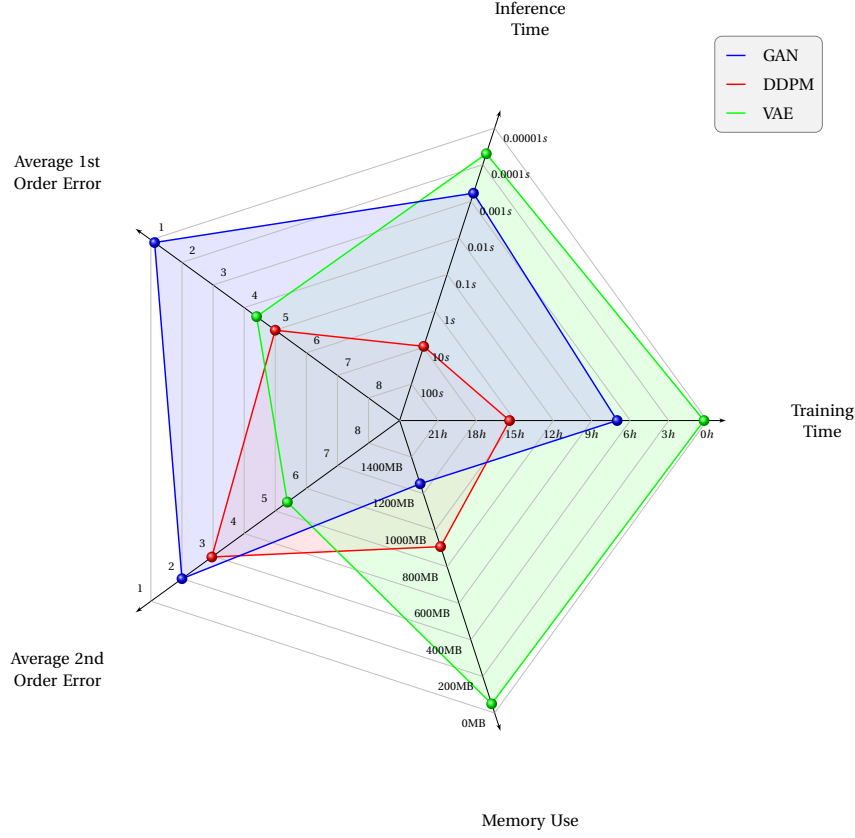 Inference
Time
GAN
DDPM
VAE
0.00001s
0.0001s
0.001s
0.01s
0.1s
1s
10s
100s
Average 1st
Order Error
1
2
3
4
5
6
7
8
Training
Time
21h
18h
15h
12h
9h
6h
3h
0h
8
7
6
5
4
3
2
1
Average 2nd
Order Error
1400MB
1200MB
1000MB
800MB
600MB
400MB
200MB
0MB
Memory Use